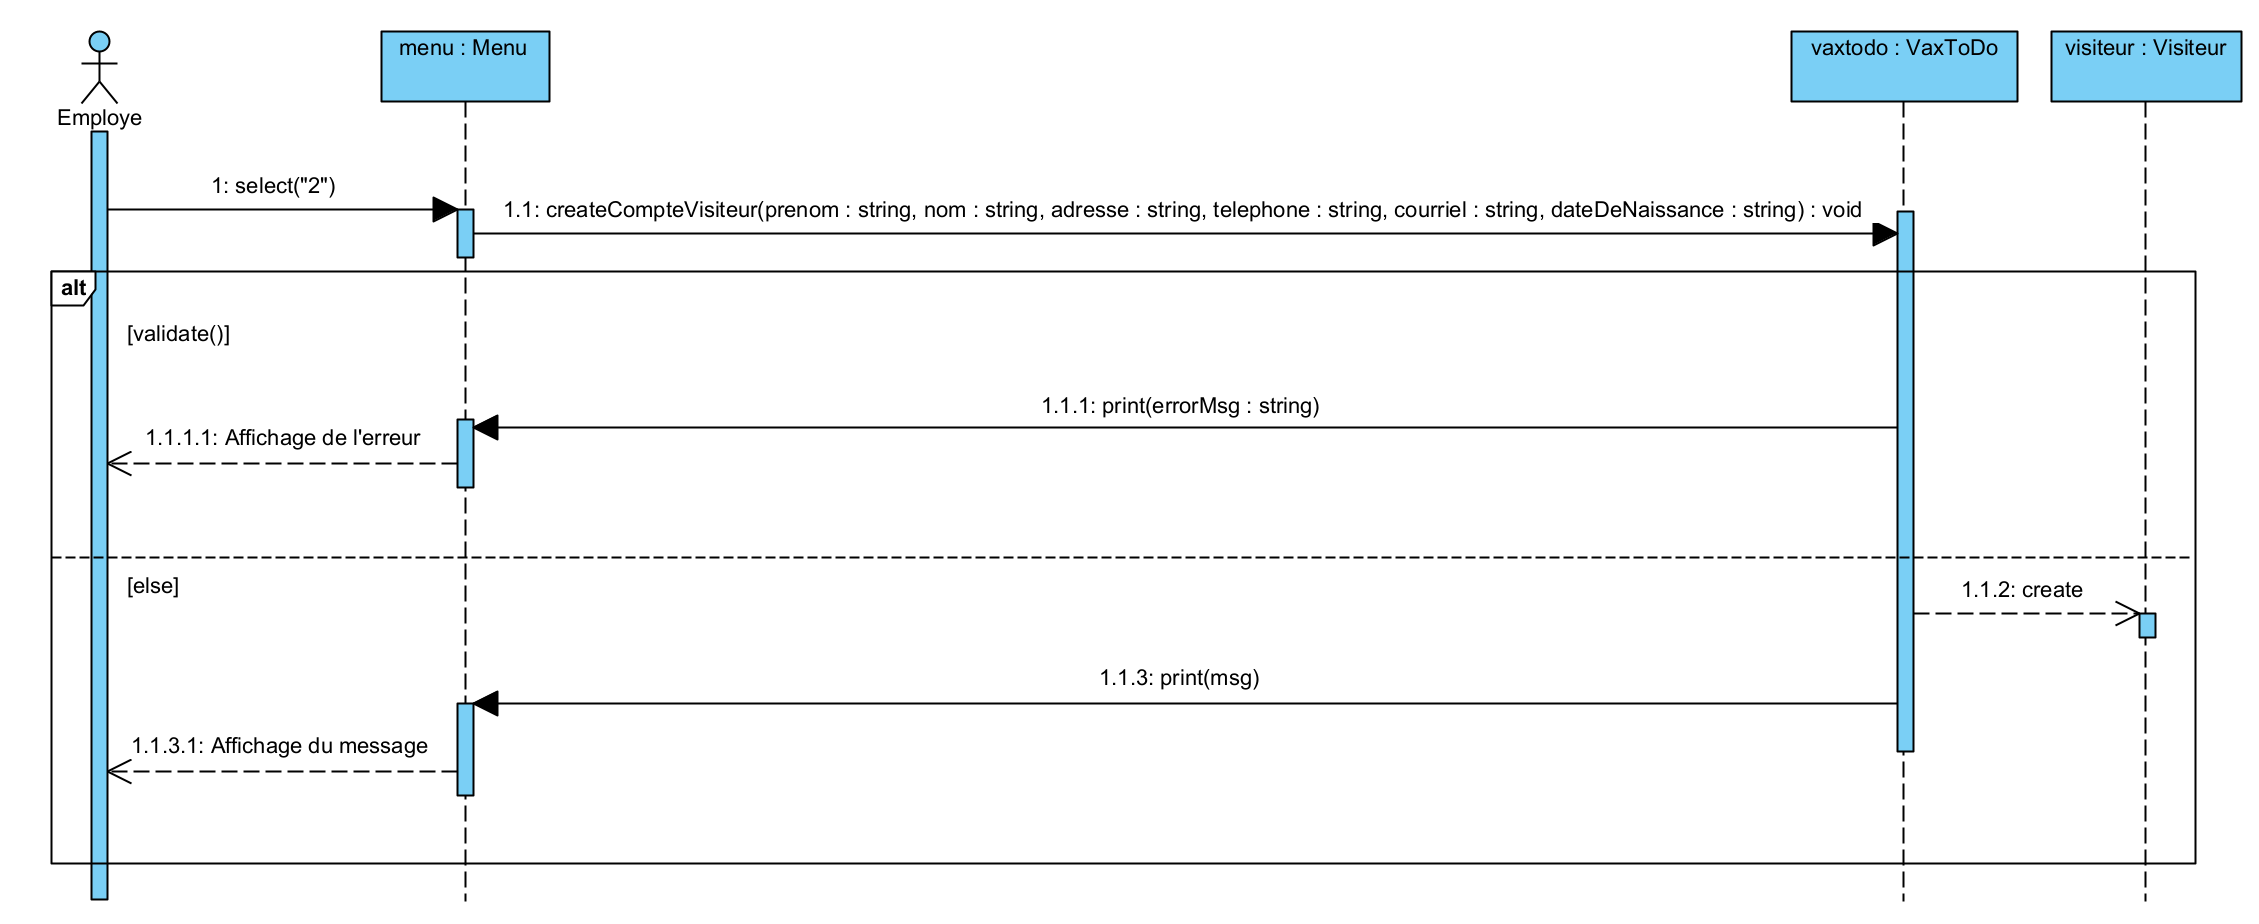 menu : Menu
vaxtodo : VaxToDo
visiteur : Visiteur
Employe
1: select("2")
1.1: createCompteVisiteur(prenom : string, nom : string, adresse : string, telephone : string, courriel : string, dateDeNaissance : string) : void
alt
[validate()]
1.1.1: print(errorMsg : string)
1.1.1.1: Affichage de l'erreur
[else]
1.1.2: create
1.1.3: print(msg)
1.1.3.1: Affichage du message